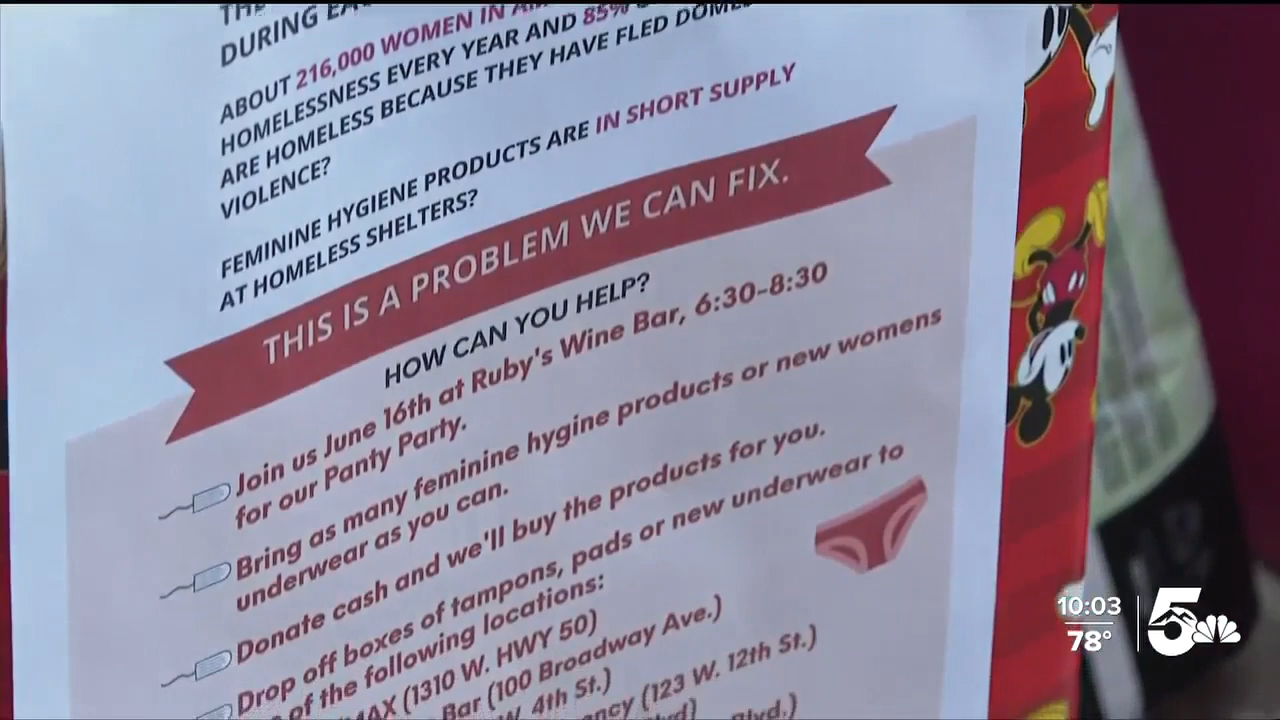 DURING
ABOUT 216,000 WOMEN IN
HOMELESSNESS EVERY YEAR AND 85%
ARE HOMELESS BECAUSE THEY HAVE FLED
VIOLENCE?
FEMININE HYGIENE PRODUCTS ARE IN SHORT SUPPLY
AT HOMELESS SHELTERS?
THIS IS A PROBLEM WE CAN FIX.
HOW CAN YOU HELP?
Join us June 16th at Ruby's Wine Bar, 6:30-8:30
for our Panty Party.
Bring as many feminine hygine products or new womens
underwear as you can.
Donate cash and we'll buy the products for you.
Drop off boxes of tampons, pads or new underwear to
of the following locations:
(1310 W. HWY 50)
Bar (100 Broadway Ave.)
4th St.)
(123 W. 12th St.)
10:03
78°
5